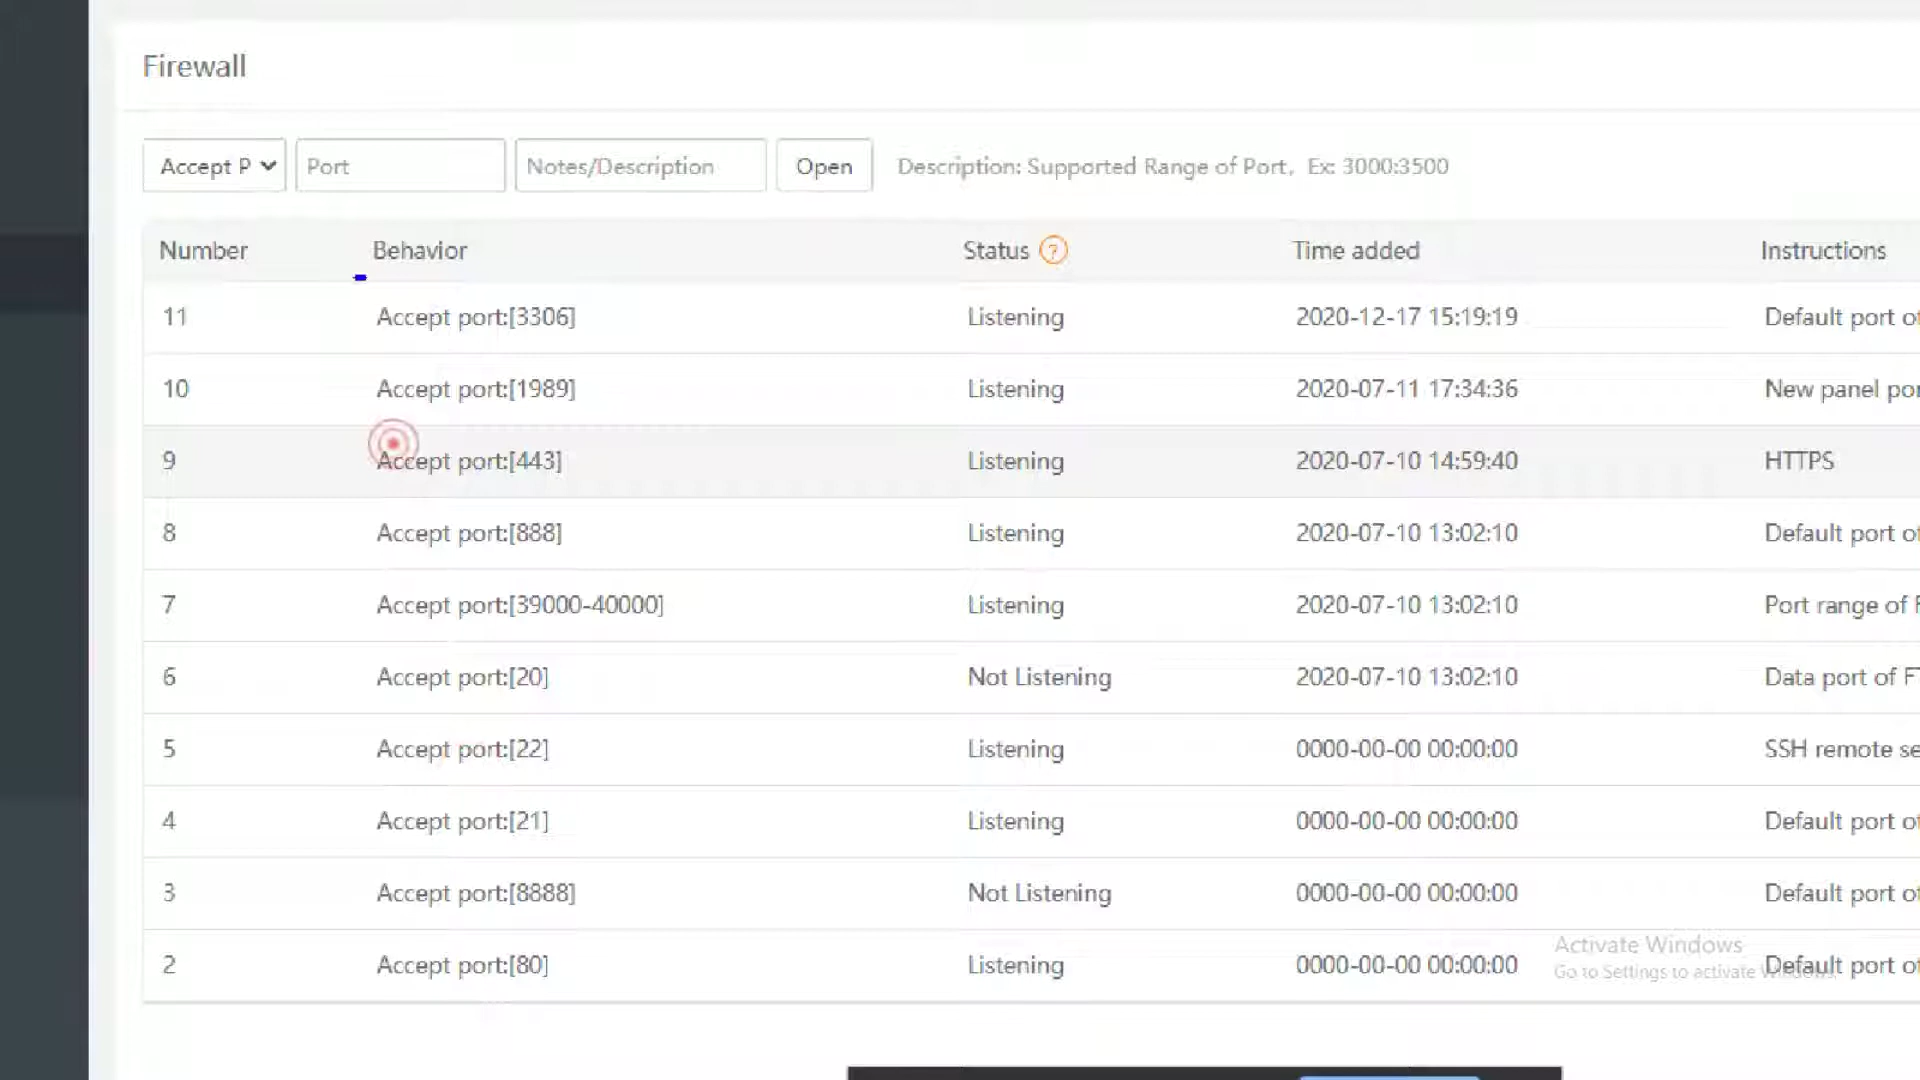 Firewall
Accept P Port Notes/Description Open Description: Supported Range of Port, Ex: 3000:3500
Number Behavior Status ? Time added Instructions
11 Accept port:[3306] Listening 2020-12-17 15:19:19 Default port of
10 Accept port:[1989] Listening 2020-07-11 17:34:36 New panel por
9 Accept port:[443] Listening 2020-07-10 14:59:40 HTTPS
8 Accept port:[888] Listening 2020-07-10 13:02:10 Default port of
7 Accept port:[39000-40000] Listening 2020-07-10 13:02:10 Port range of F
6 Accept port:[20] Not Listening 2020-07-10 13:02:10 Data port of FT
5 Accept port:[22] Listening 0000-00-00 00:00:00 SSH remote se
4 Accept port:[21] Listening 0000-00-00 00:00:00 Default port of
3 Accept port:[8888] Not Listening 0000-00-00 00:00:00 Default port of
Activate Windows
2 Accept port:[80] Listening 0000-00-00 00:00:00 Default port of
Go to Settings to activate Windows.